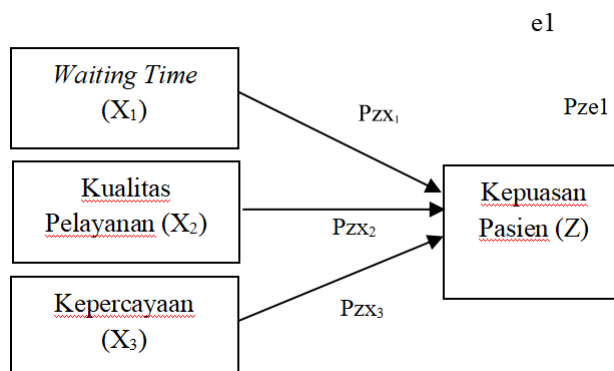 e1
Waiting Time
(X₁)
Pzx₁
Pze1
Kualitas
Pelayanan (X₂)
Pzx₂
Kepuasan
Pasien (Z)
Kepercayaan
(X₃)
Pzx₃